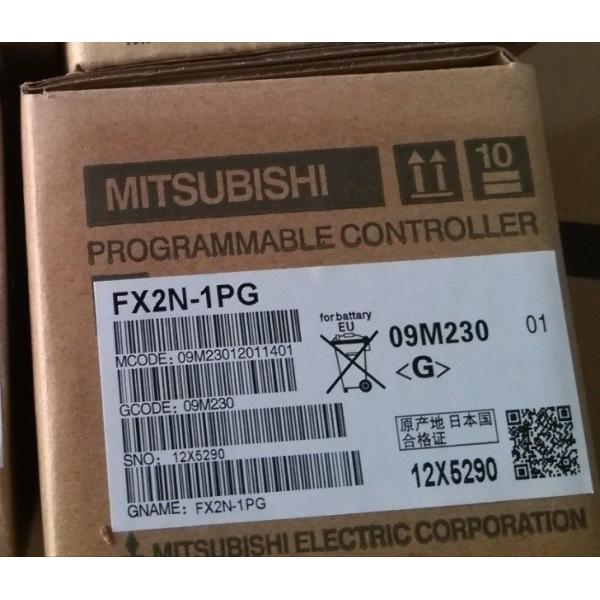 MITSUBISHI
10
PROGRAMMABLE CONTROLLER
FX2N-1PG
for battary
EU
09M230
01
<G>
MCODE: 09M23012011401
GCODE: 09M230
原产地 日本国
合格证
SNO: 12X5290
12X5290
GNAME: FX2N-1PG
MITSUBISHI ELECTRIC CORPORATION